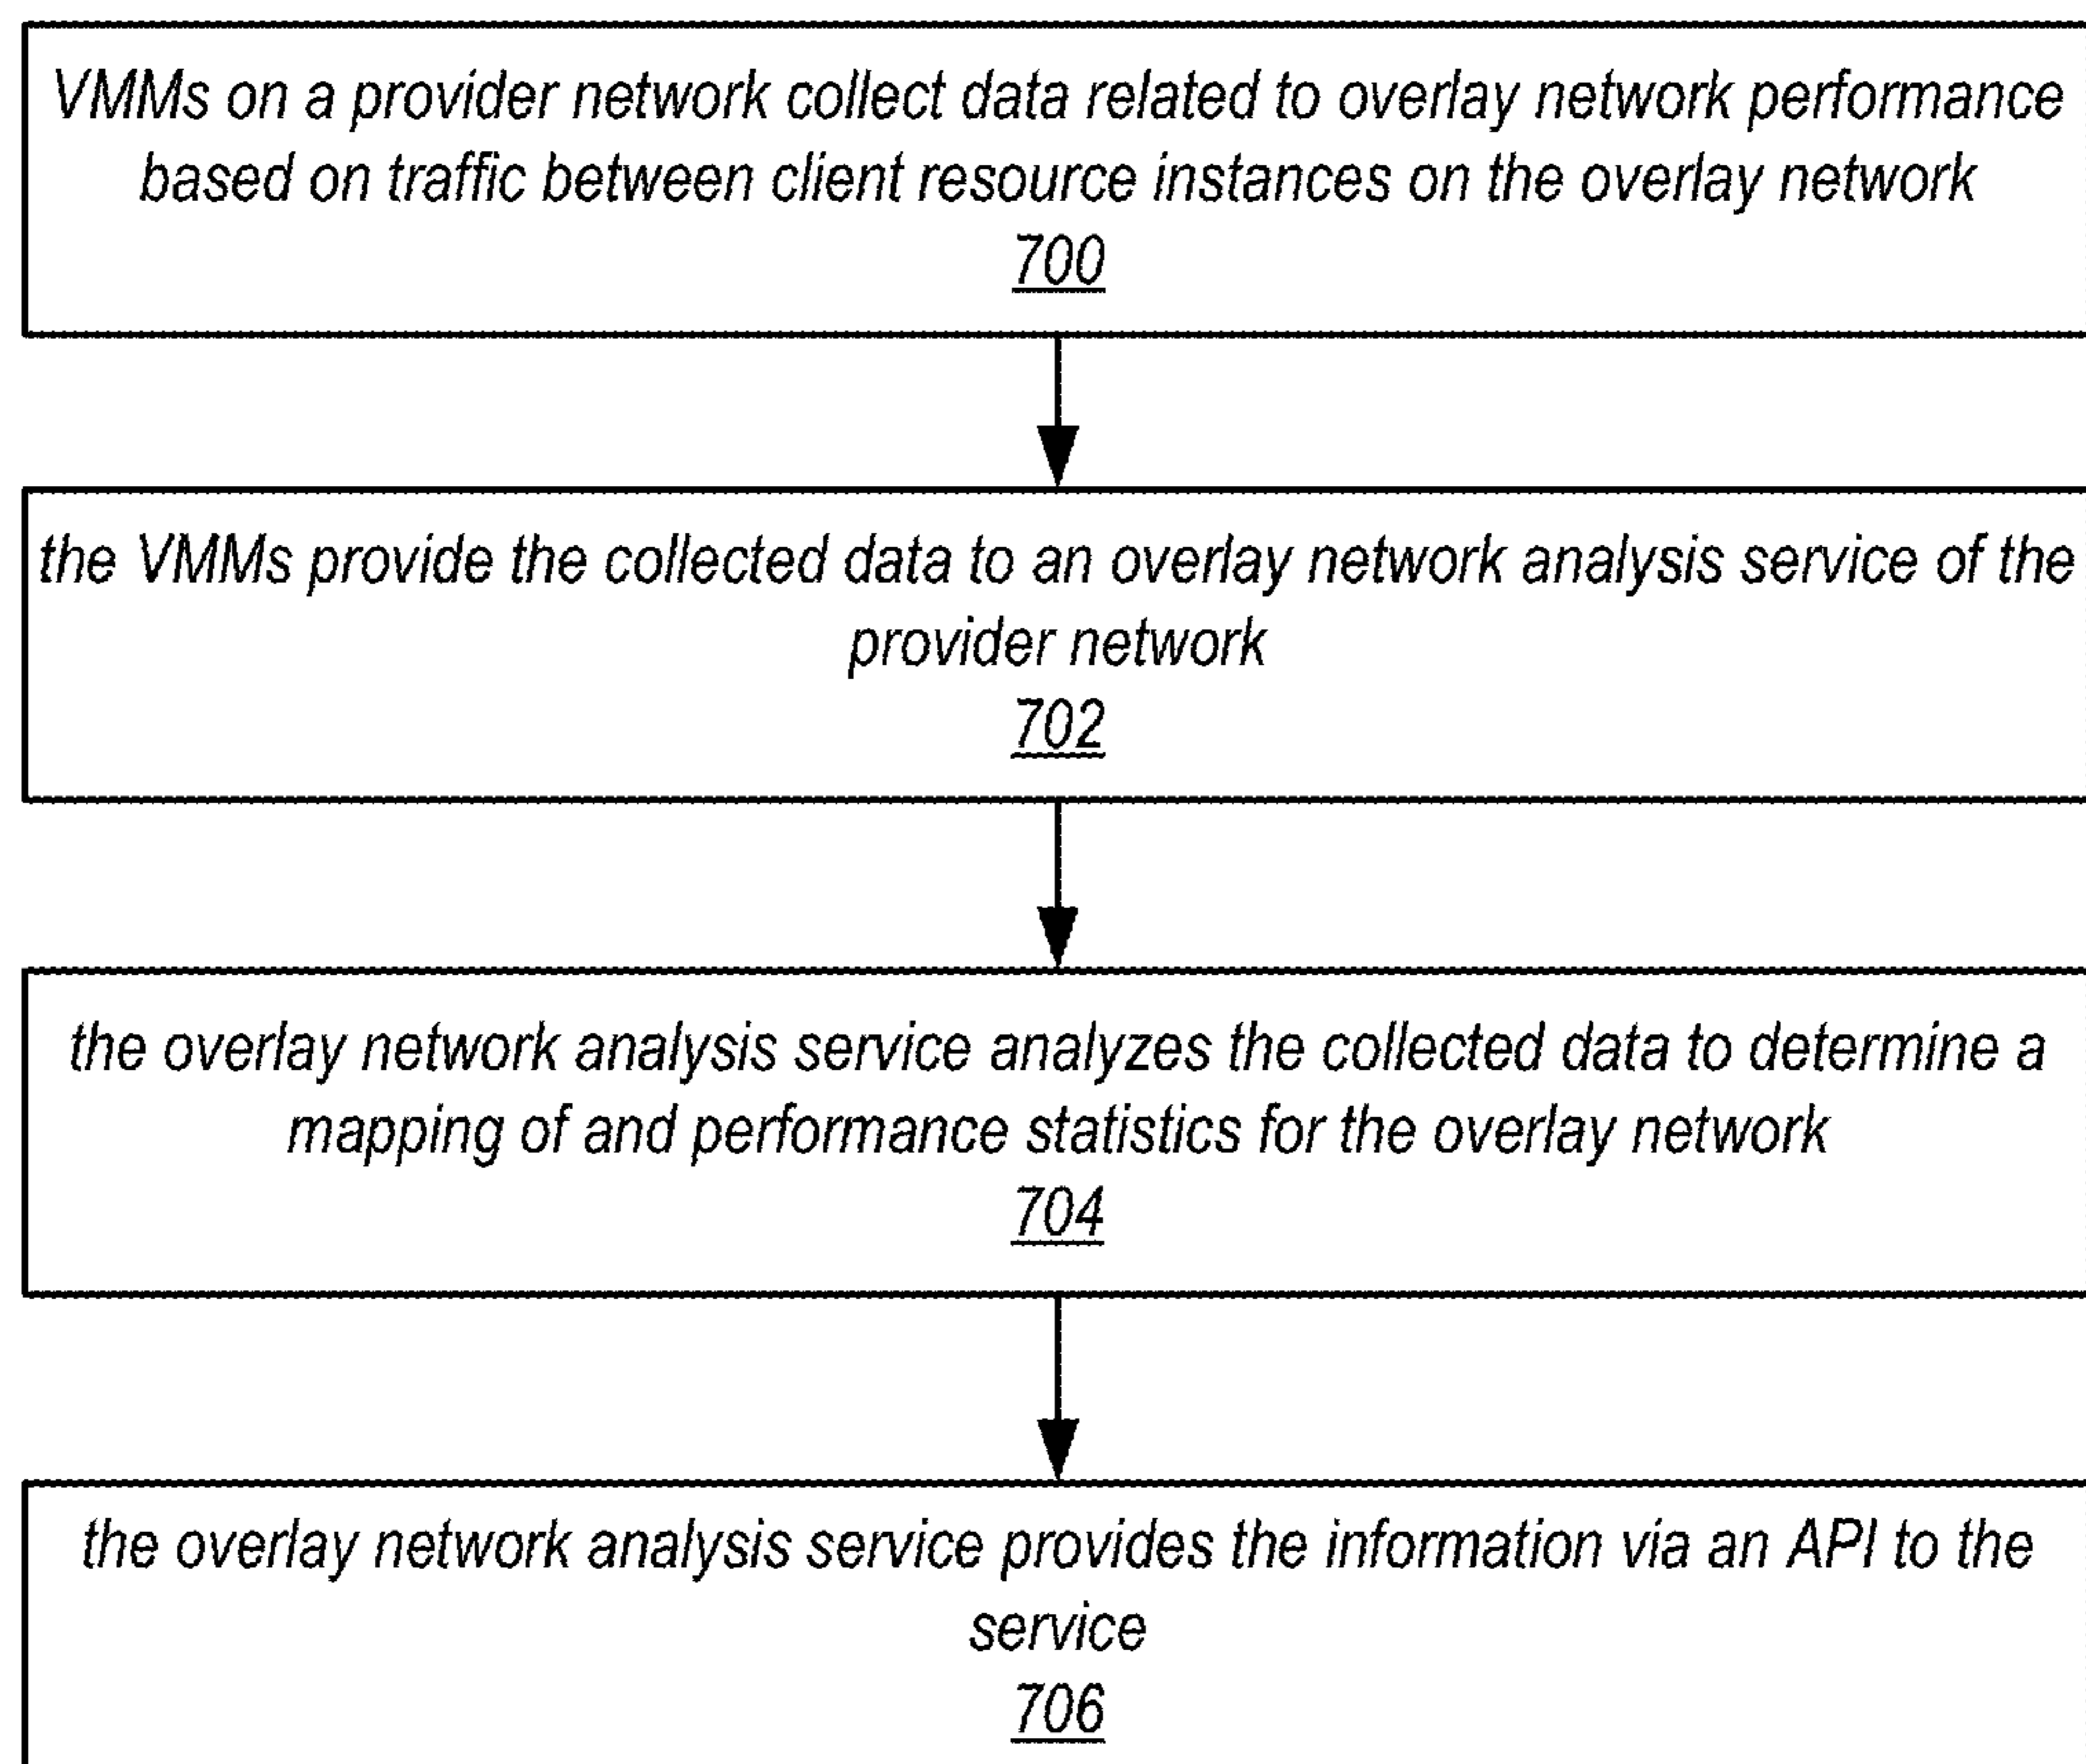 VMMs on a provider network collect data related to overlay network performance
based on traffic between client resource instances on the overlay network
700
the VMMs provide the collected data to an overlay network analysis service of the
provider network
702
the overlay network analysis service analyzes the collected data to determine a
mapping of and performance statistics for the overlay network
704
the overlay network analysis service provides the information via an API to the
service
706